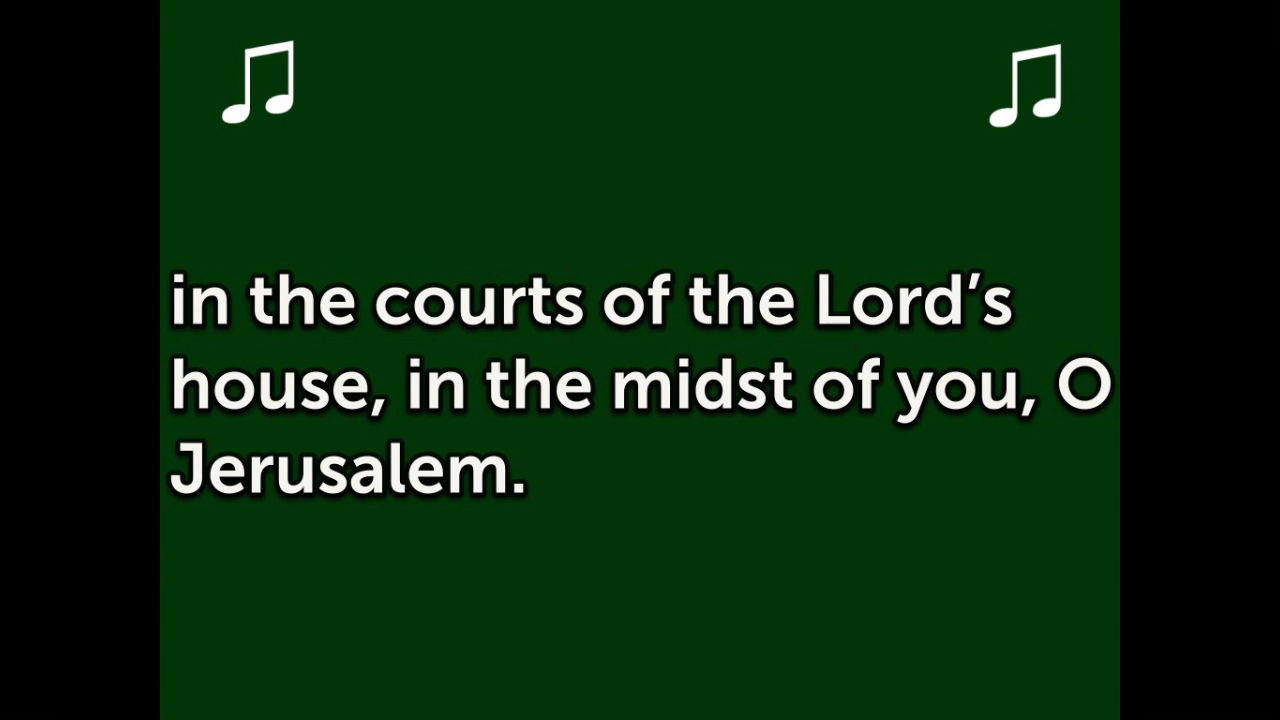 in the courts of the Lord’s
house, in the midst of you, O
Jerusalem.